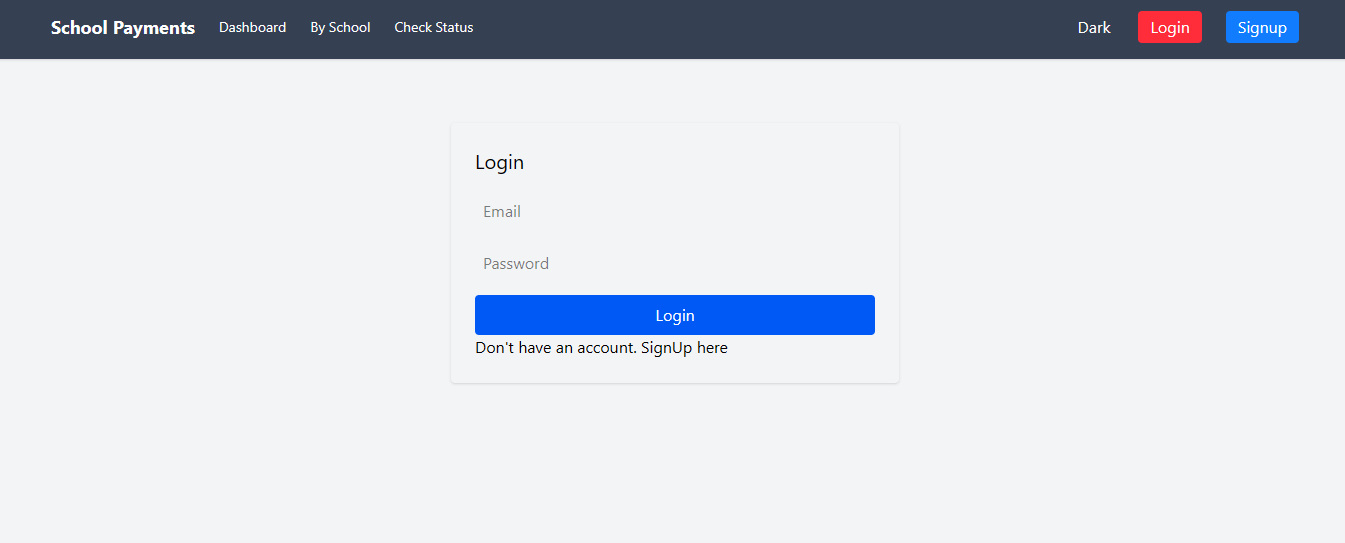 School Payments Dashboard By School Check Status Dark Login Signup
Login
Email
Password
Login
Don't have an account. SignUp here